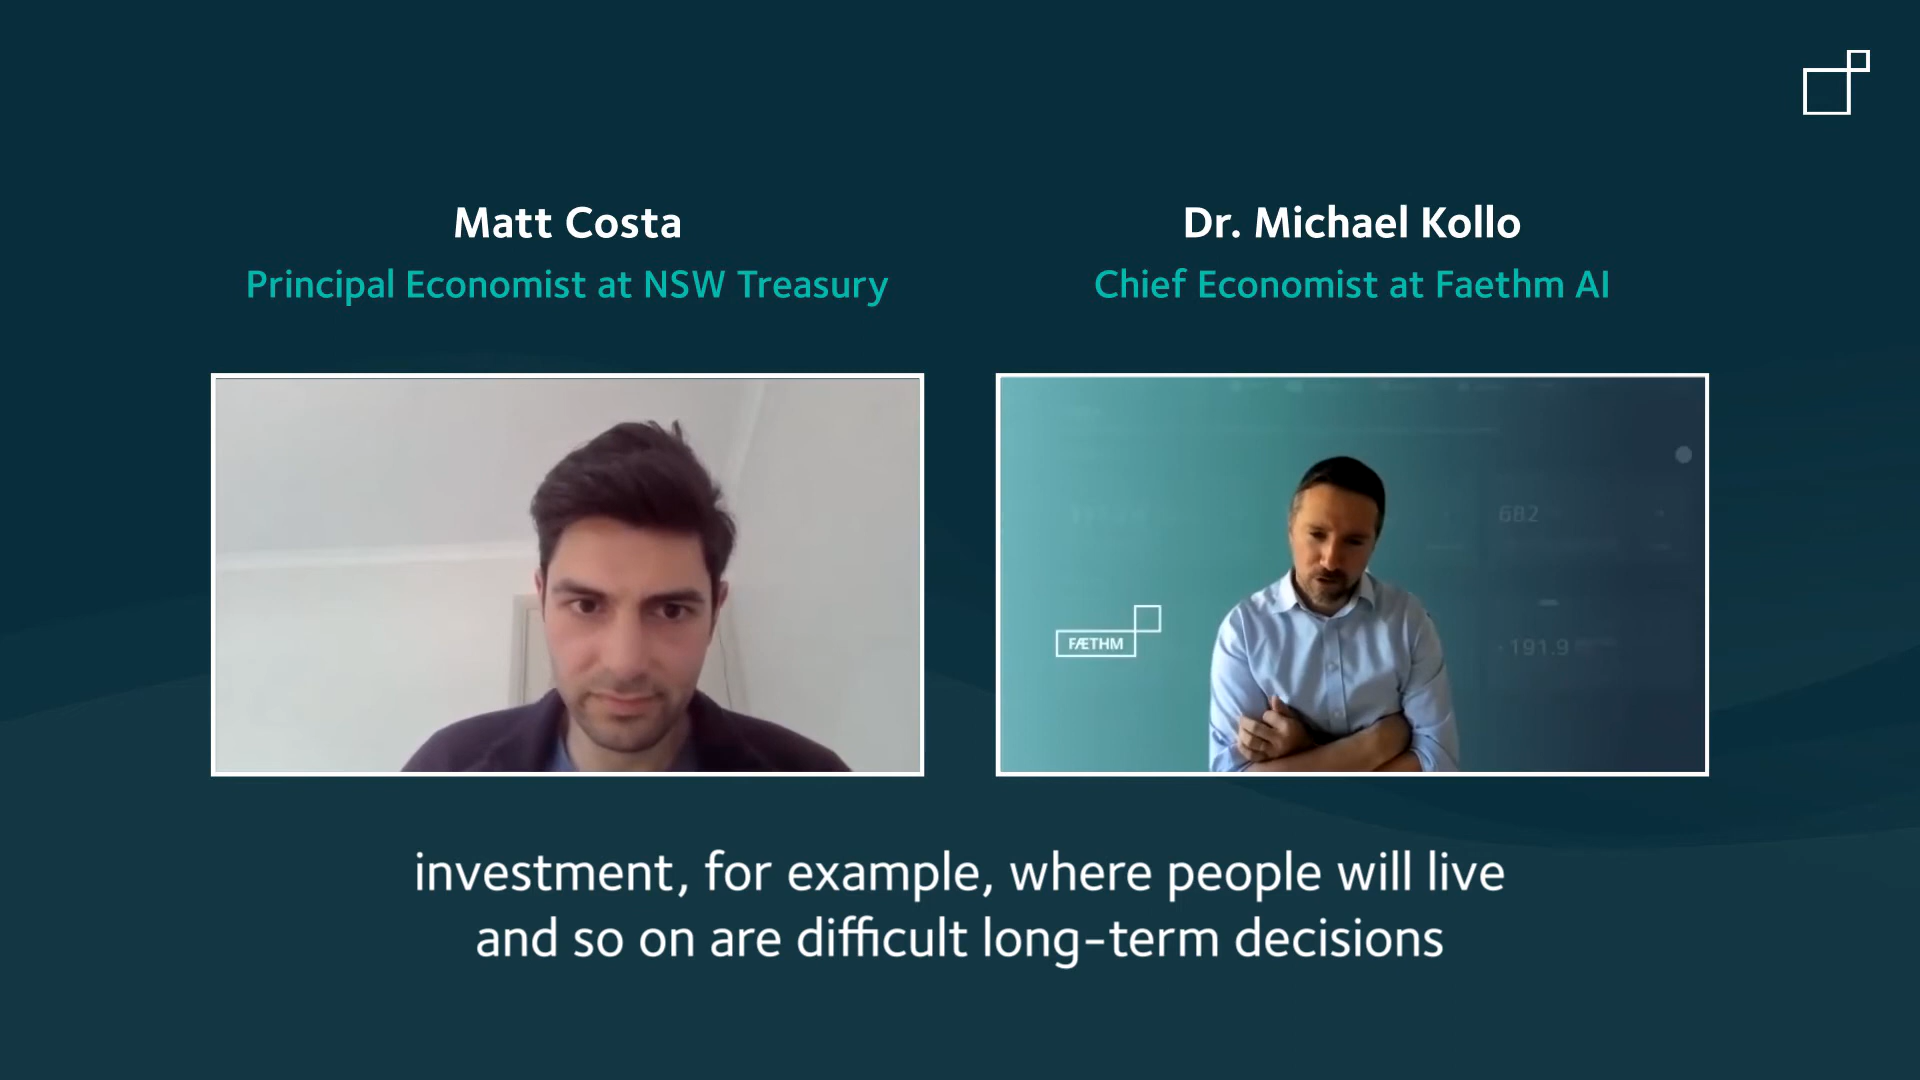 Matt Costa
Principal Economist at NSW Treasury
Dr. Michael Kollo
Chief Economist at Faethm AI
682
FÆTHM
191.9
investment, for example, where people will live
and so on are difficult long-term decisions